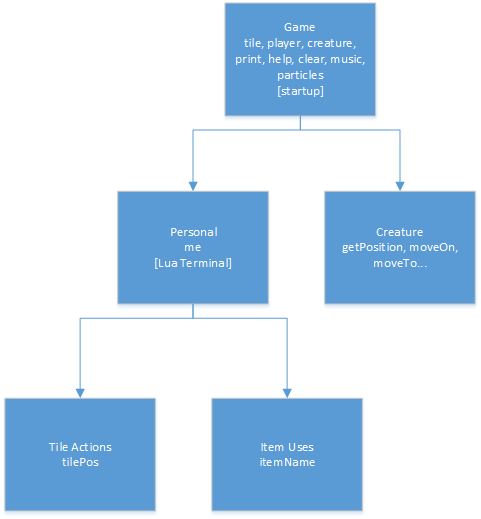 Game
tile, player, creature,
print, help, clear, music,
particles
[startup]
Personal
me
[Lua Terminal]
Creature
getPosition, moveOn,
moveTo...
Tile Actions
tilePos
Item Uses
itemName